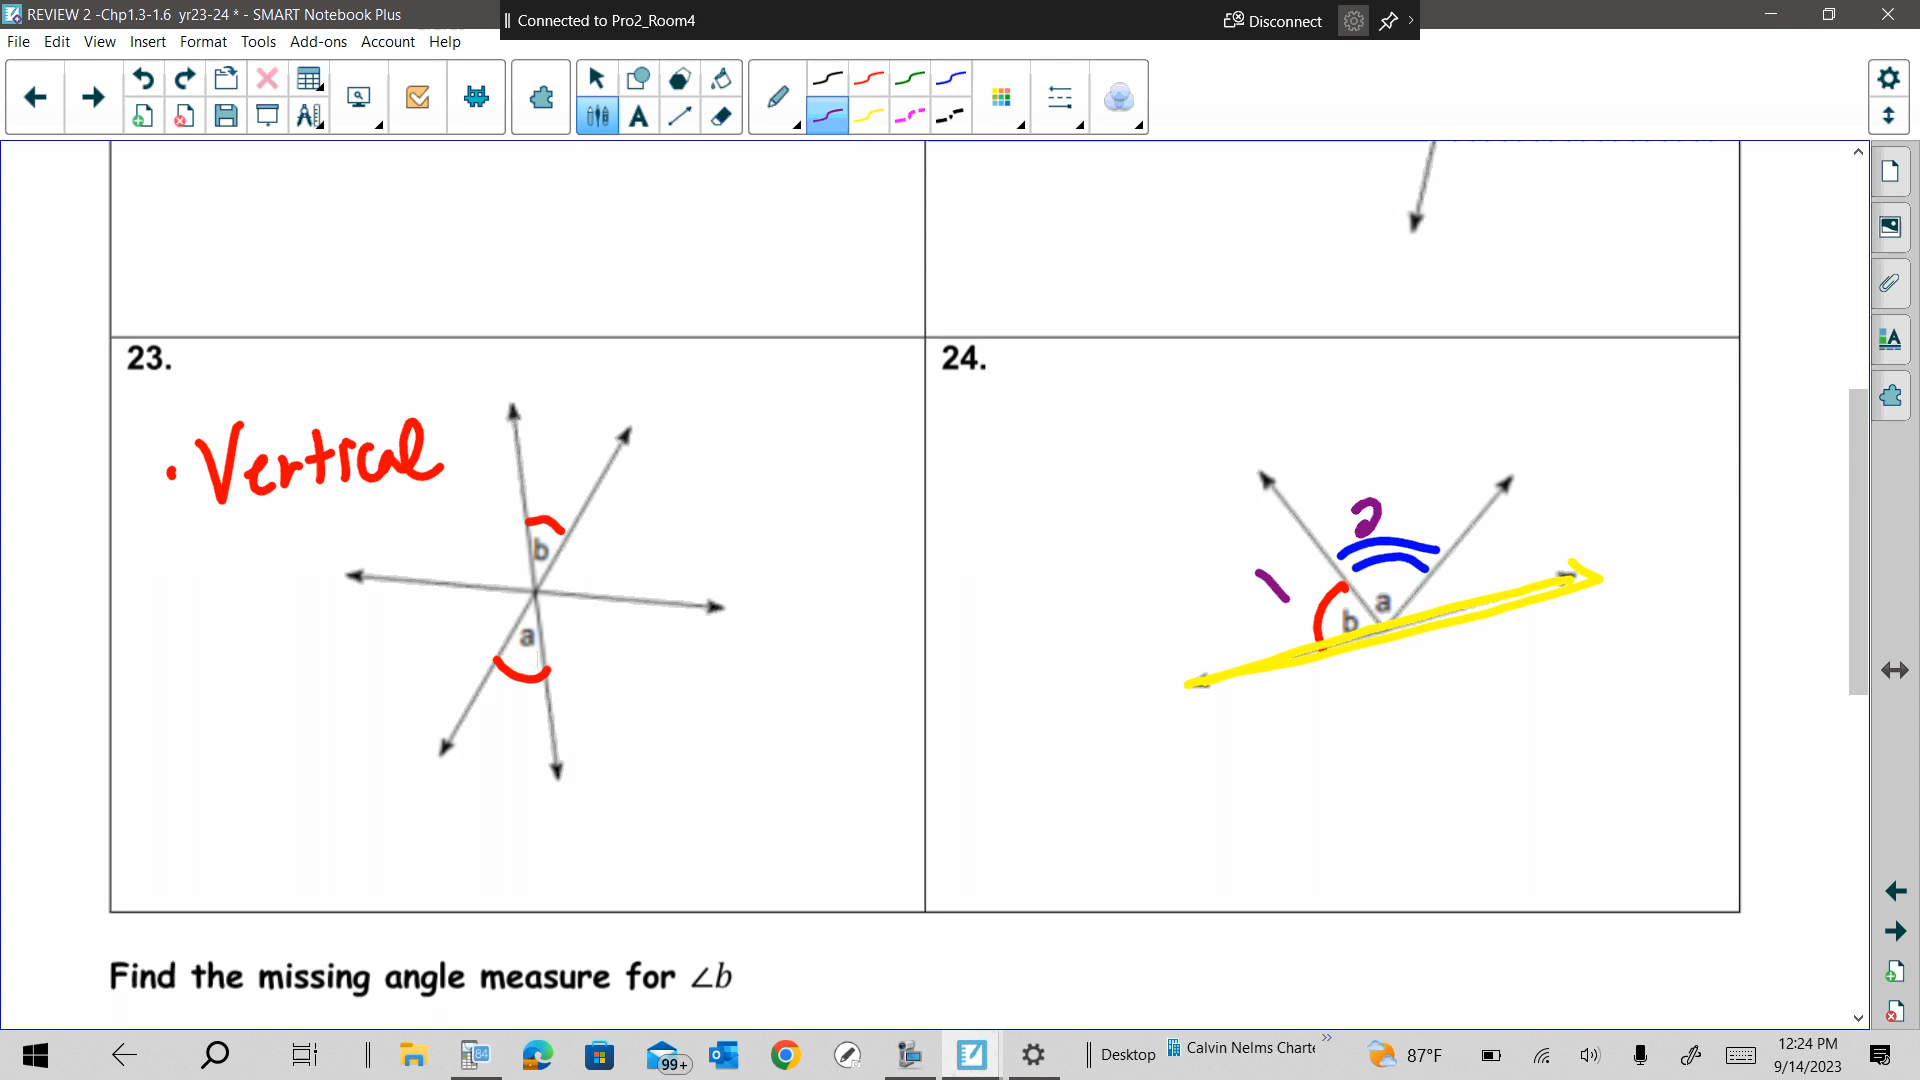 REVIEW 2 -Chp1.3-1.6 yr23-24 * - SMART Notebook Plus
Connected to Pro2_Room4
Disconnect
File Edit View Insert Format Tools Add-ons Account Help
A
A
23.
24.
• Vertical
b
a
2
1
a
b
Find the missing angle measure for ∠b
84
99+
Desktop
Calvin Nelms Charte
»
87°F
12:24 PM
9/14/2023